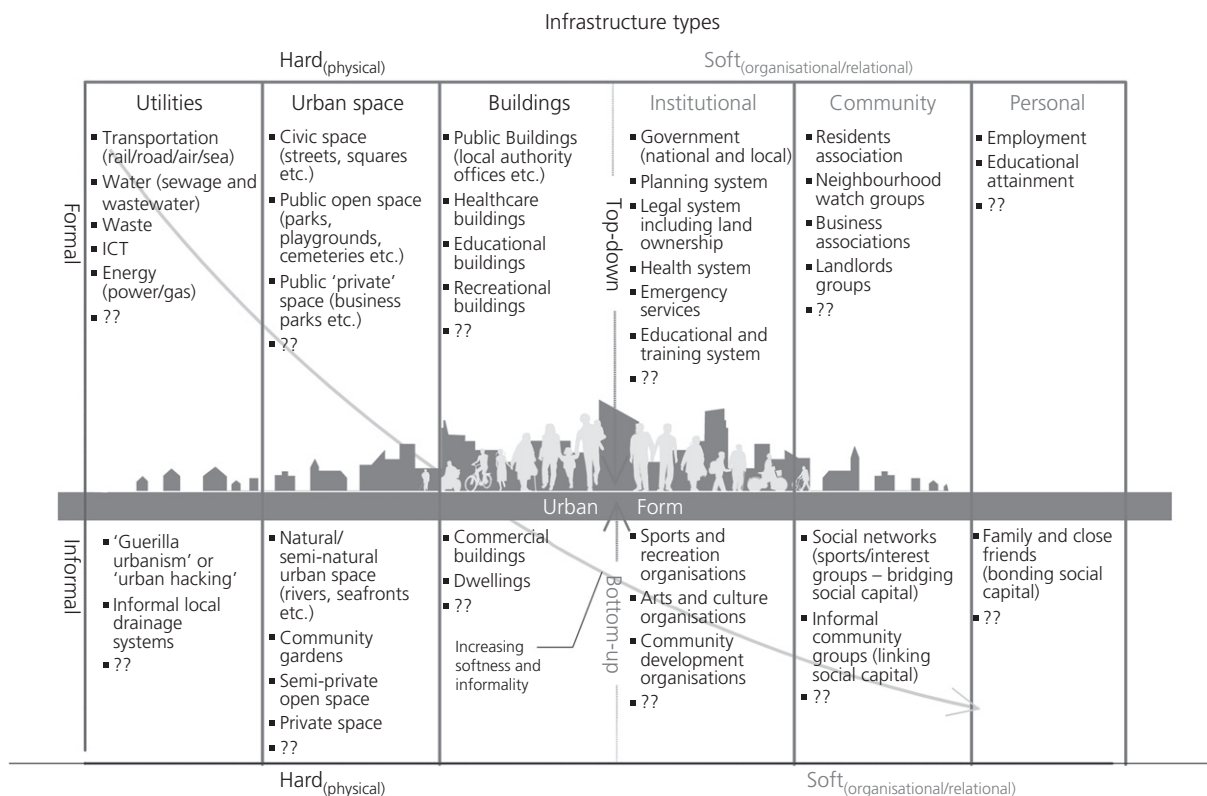 Infrastructure types
Hard(physical)
Soft(organisational/relational)
Utilities
Urban space
Buildings
Institutional
Community
Personal
Formal
▪ Transportation
(rail/road/air/sea)
▪ Water (sewage and
wastewater)
▪ Waste
▪ ICT
▪ Energy
(power/gas)
▪ ??
▪ Civic space
(streets, squares
etc.)
▪ Public open space
(parks,
playgrounds,
cemeteries etc.)
▪ Public ‘private’
space (business
parks etc.)
▪ ??
▪ Public Buildings
(local authority
offices etc.)
▪ Healthcare
buildings
▪ Educational
buildings
▪ Recreational
buildings
▪ ??
Top-down
▪ Government
(national and local)
▪ Planning system
▪ Legal system
including land
ownership
▪ Health system
▪ Emergency
services
▪ Educational and
training system
▪ ??
▪ Residents
association
▪ Neighbourhood
watch groups
▪ Business
associations
▪ Landlords
groups
▪ ??
▪ Employment
▪ Educational
attainment
▪ ??
Urban Form
Informal
▪ ‘Guerilla
urbanism’ or
‘urban hacking’
▪ Informal local
drainage
systems
▪ ??
▪ Natural/
semi-natural
urban space
(rivers, seafronts
etc.)
▪ Community
gardens
▪ Semi-private
open space
▪ Private space
▪ ??
▪ Commercial
buildings
▪ Dwellings
▪ ??
Increasing
softness and
informality
Bottom-up
▪ Sports and
recreation
organisations
▪ Arts and culture
organisations
▪ Community
development
organisations
▪ ??
▪ Social networks
(sports/interest
groups – bridging
social capital)
▪ Informal
community
groups (linking
social capital)
▪ ??
▪ Family and close
friends
(bonding social
capital)
▪ ??
Hard(physical)
Soft(organisational/relational)